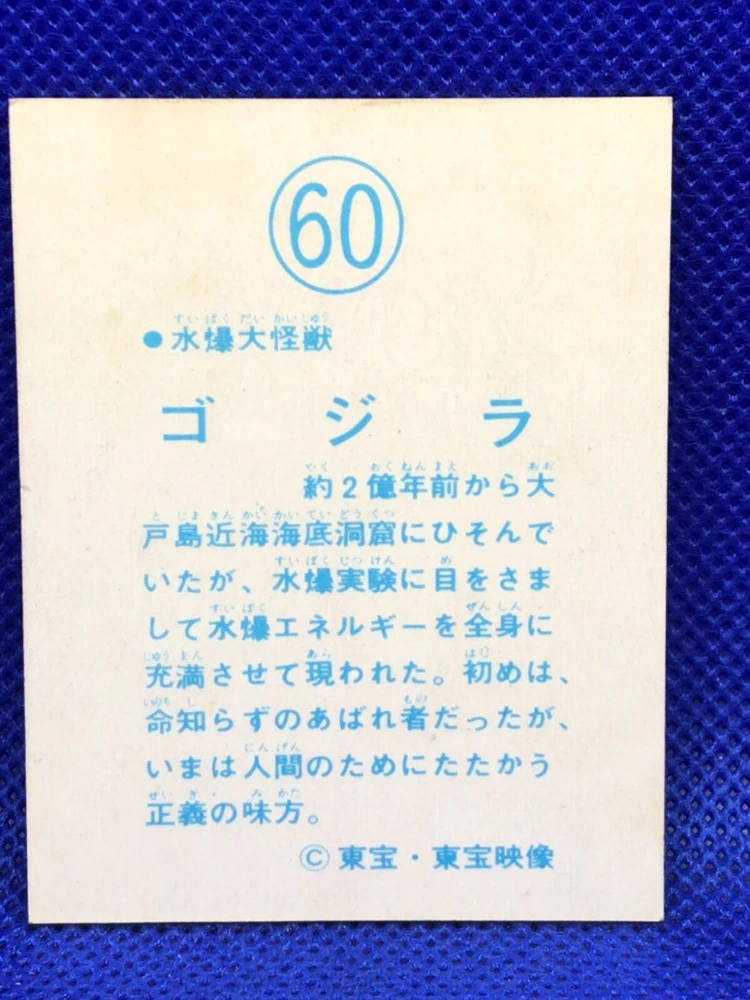 60
●水爆大怪獣
ゴジラ
約2億年前から大
戸島近海海底洞窟にひそんで
いたが、水爆実験に目をさま
して水爆エネルギーを全身に
充満させて現われた。初めは、
命知らずのあばれ者だったが、
いまは人間のためにたたかう
正義の味方。
©東宝・東宝映像